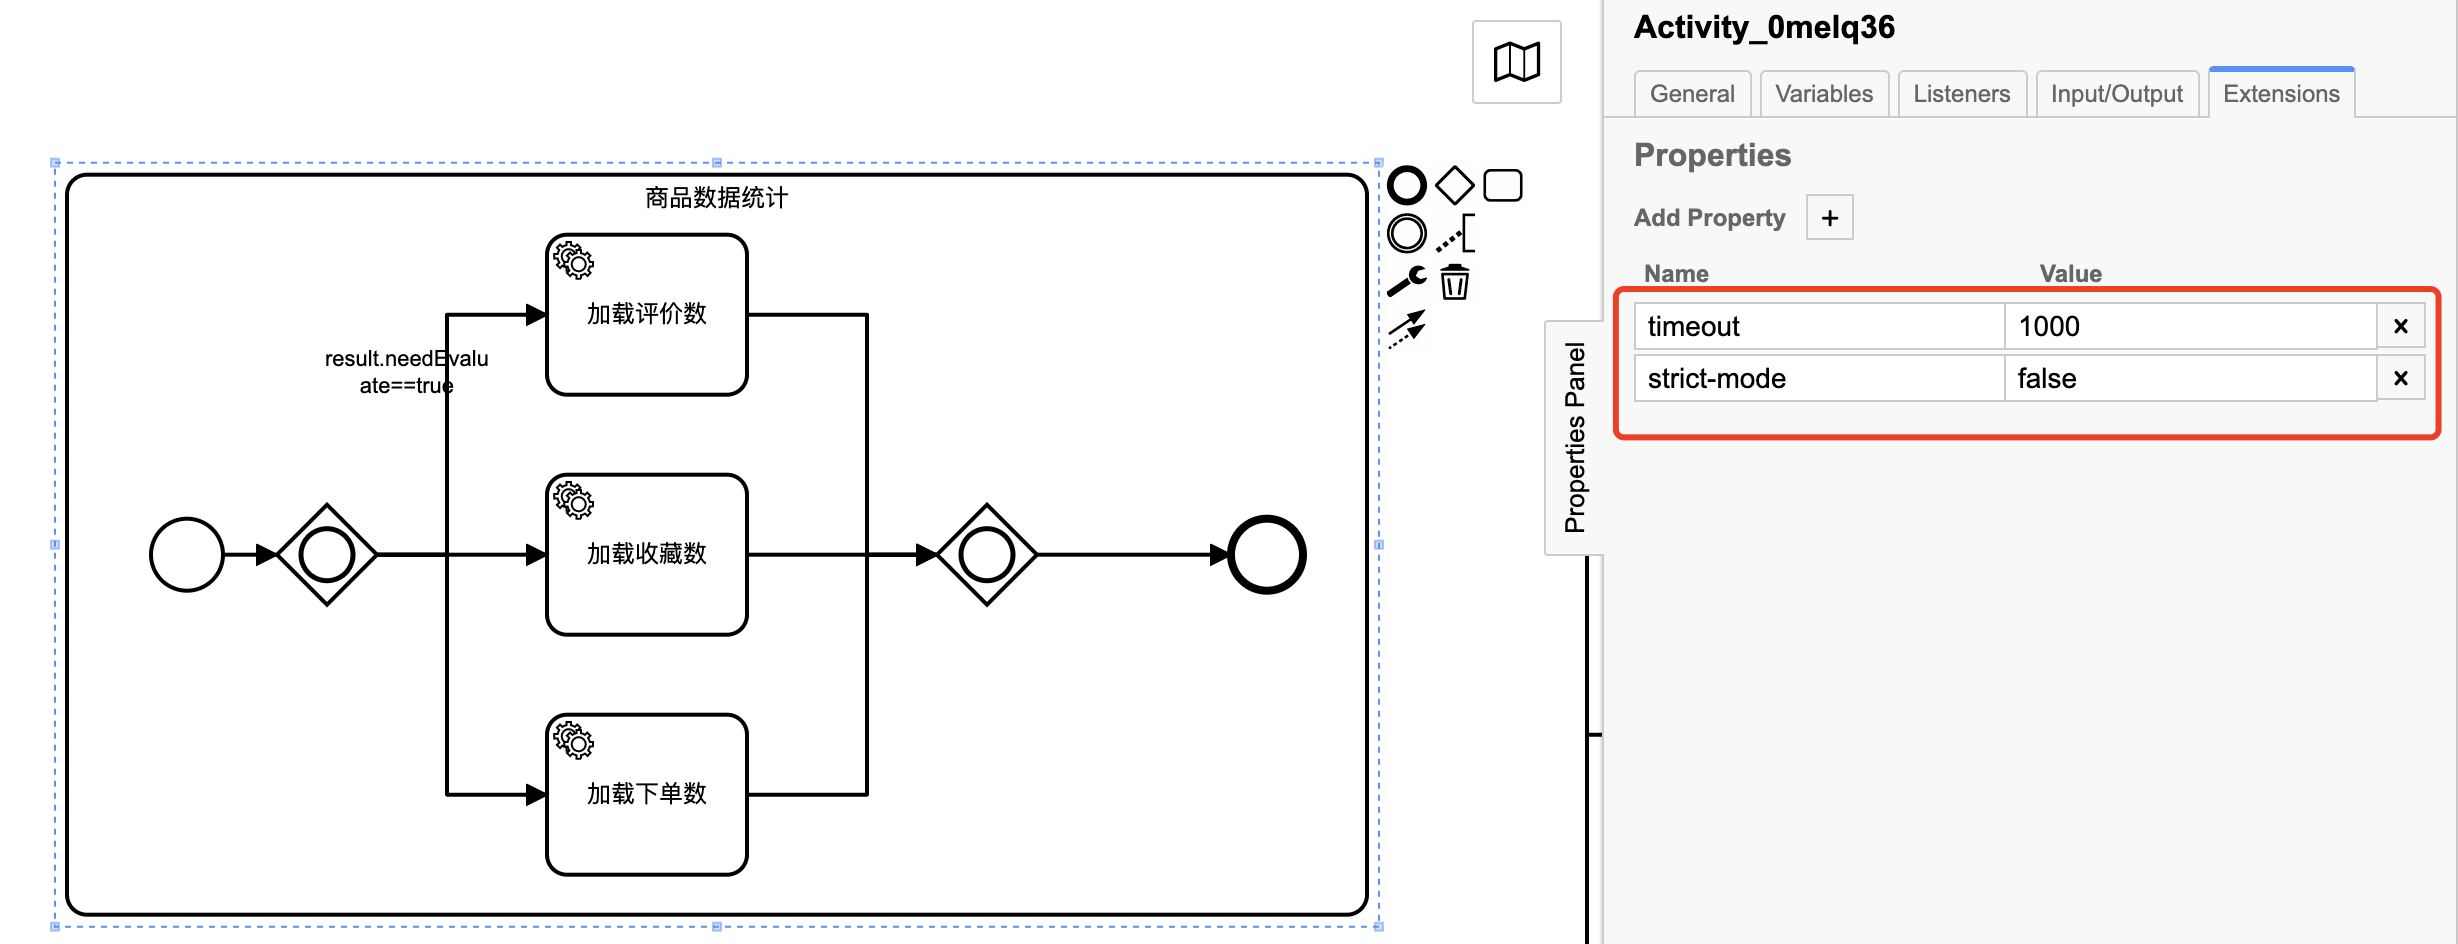 商品数据统计
加载评价数
result.needEvalu
ate==true
加载收藏数
加载下单数
Properties Panel
Activity_0melq36
General
Variables
Listeners
Input/Output
Extensions
Properties
Add Property +
Name Value
timeout 1000
strict-mode false